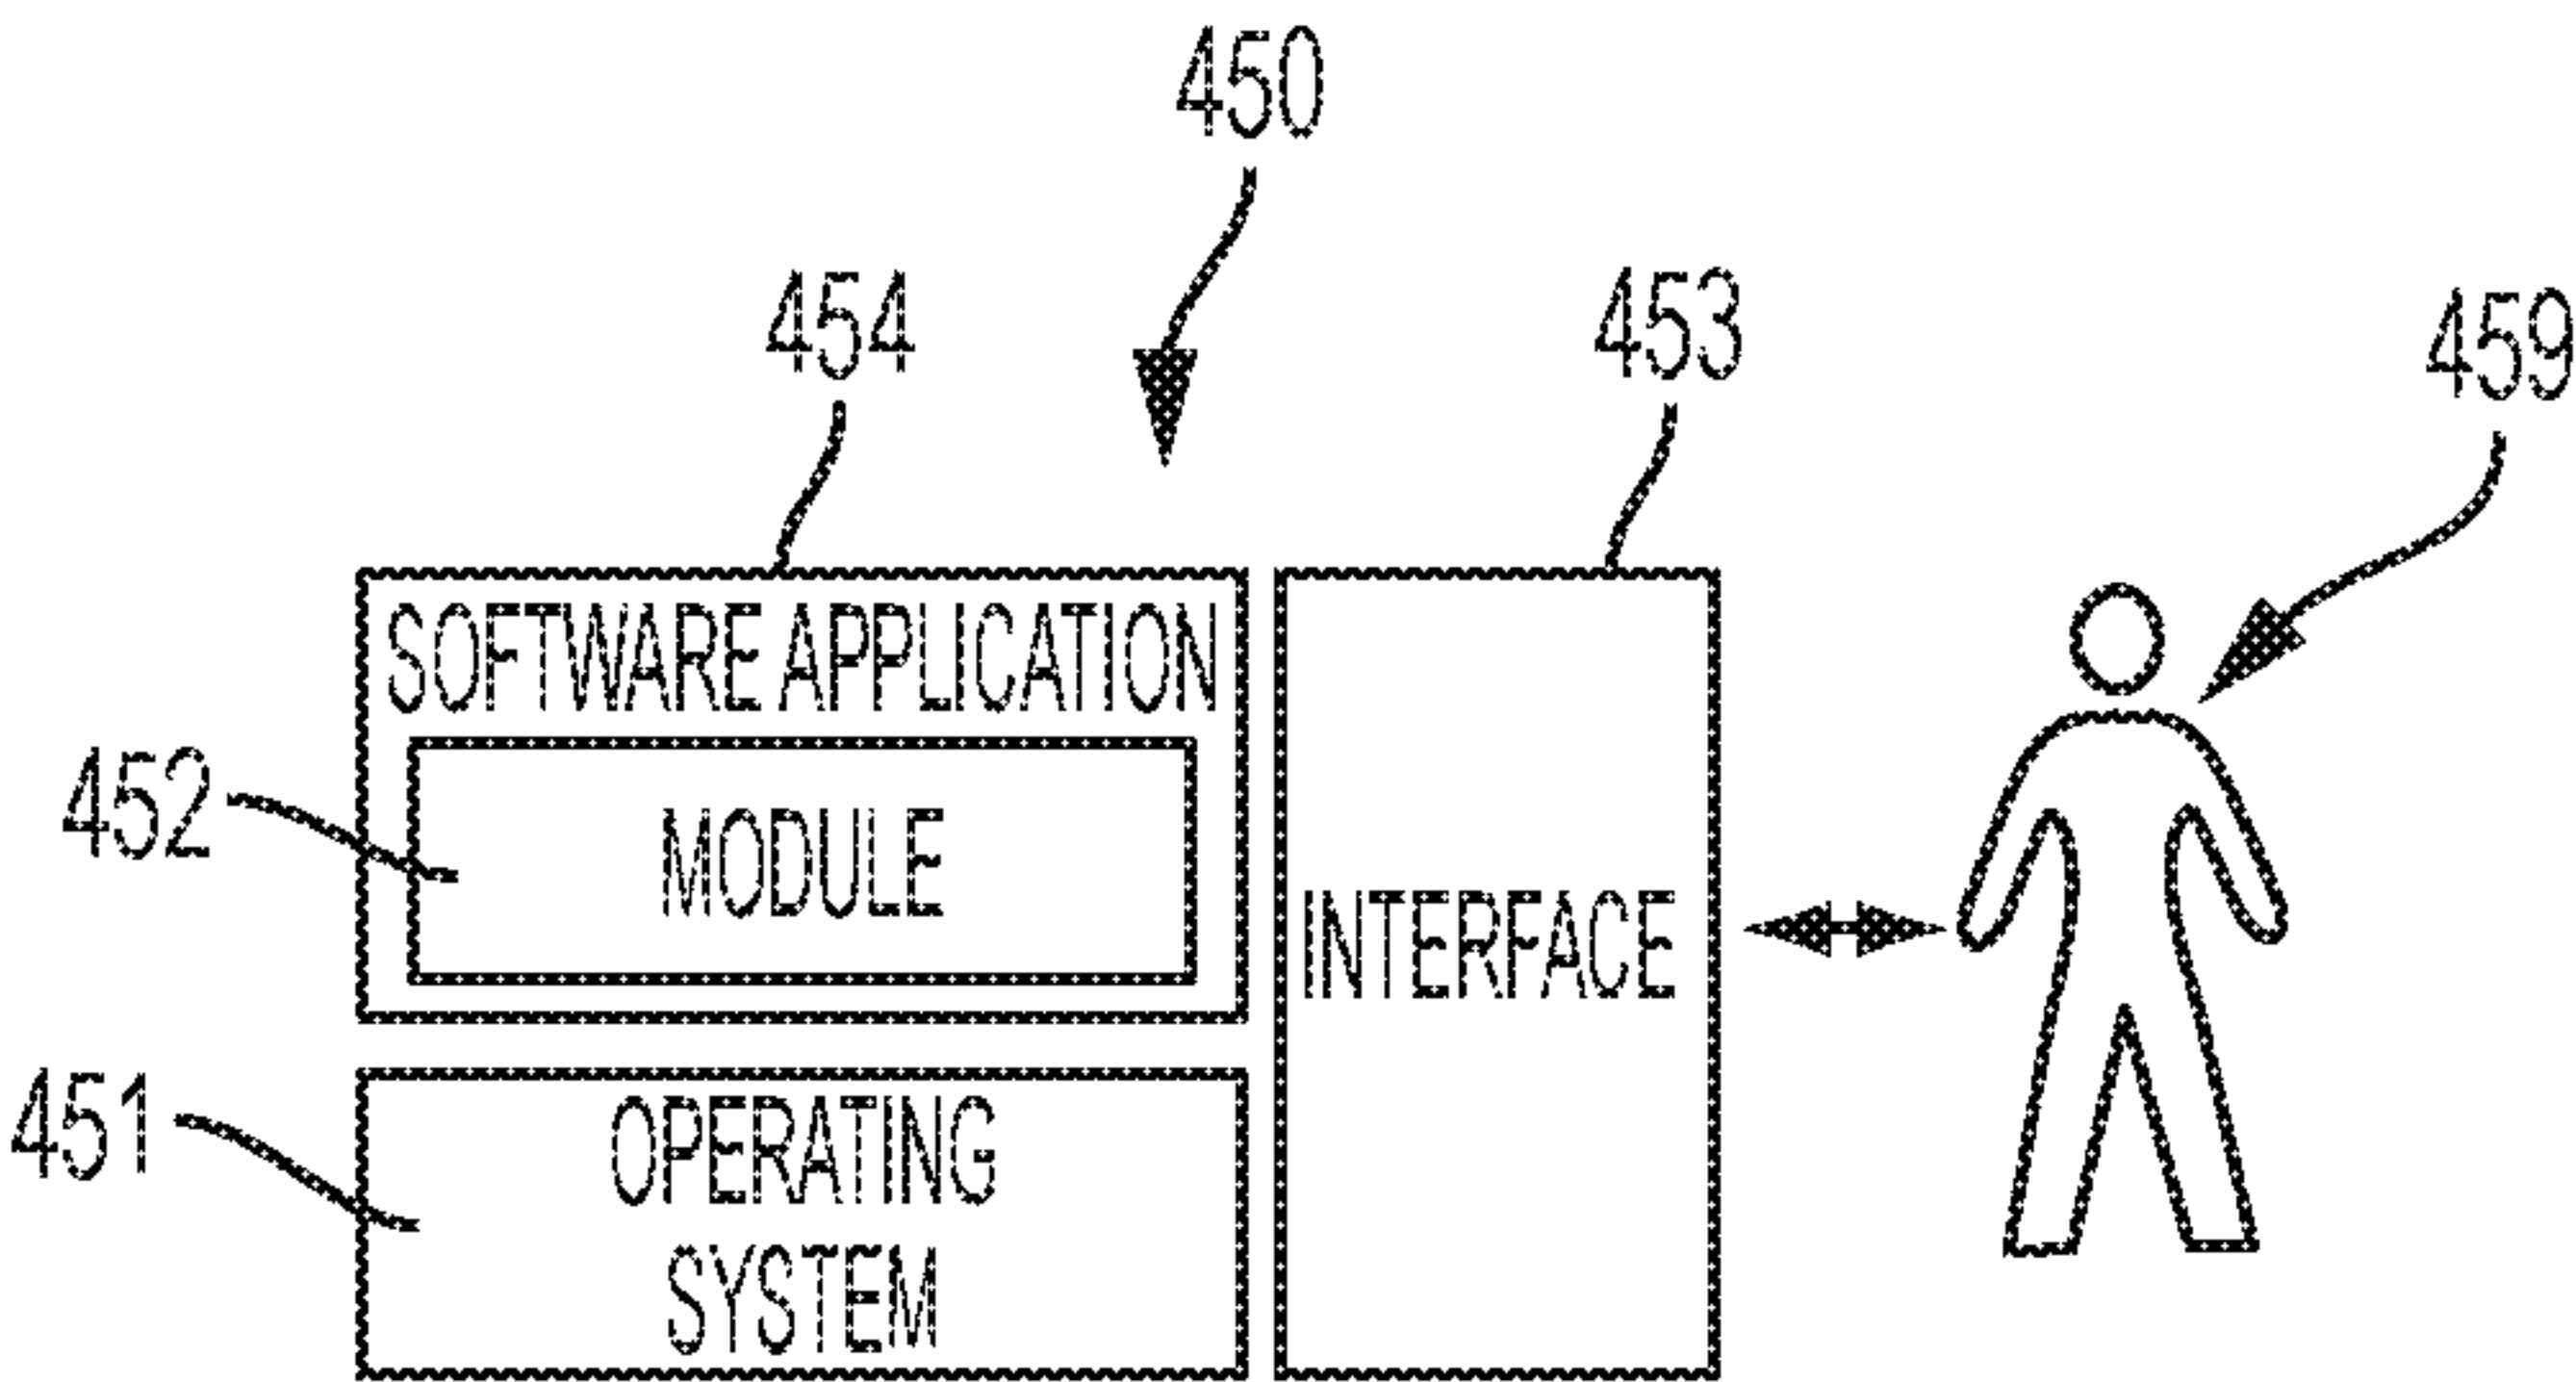 450
454
453
459
SOFTWARE APPLICATION
452
MODULE
INTERFACE
451
OPERATING
SYSTEM